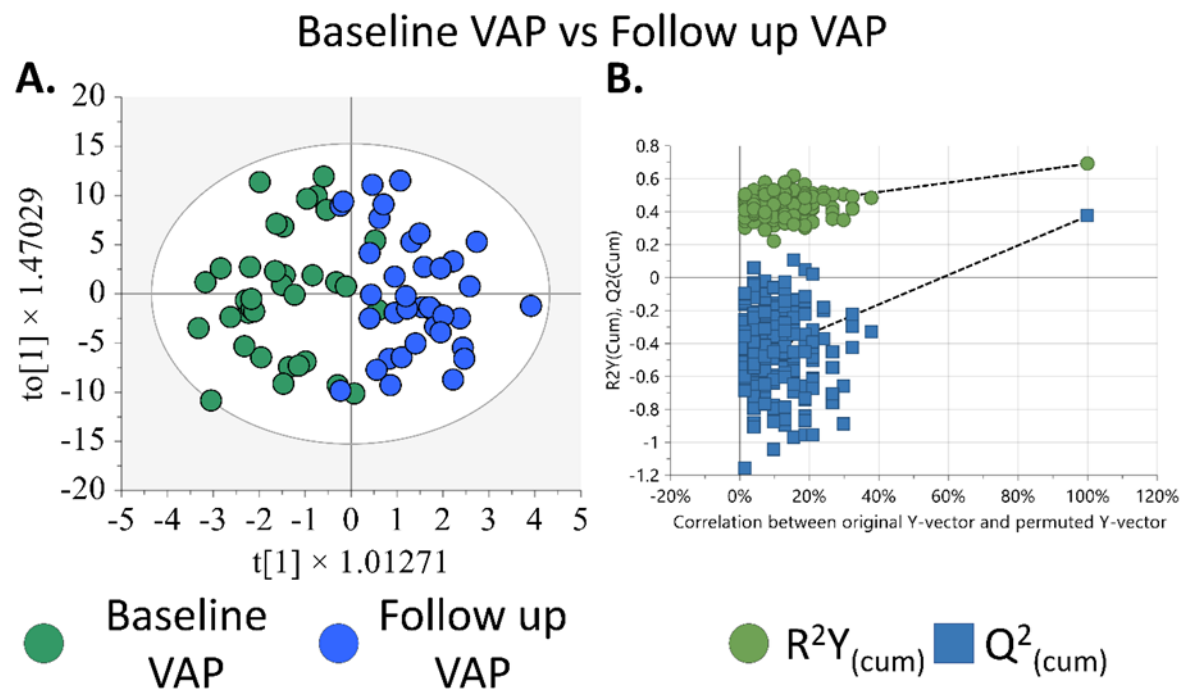 Baseline VAP vs Follow up VAP
A.
20
15
10
5
0
-5
-10
-15
-20
to[1] × 1.47029
-5 -4 -3 -2 -1 0 1 2 3 4 5
t[1] × 1.01271
B.
0.8
0.6
0.4
0.2
0
-0.2
-0.4
-0.6
-0.8
-1
-1.2
R2Y(Cum), Q2(Cum)
-20% 0% 20% 40% 60% 80% 100% 120%
Correlation between original Y-vector and permuted Y-vector
Baseline
VAP
Follow up
VAP
R²Y(cum)
Q²(cum)